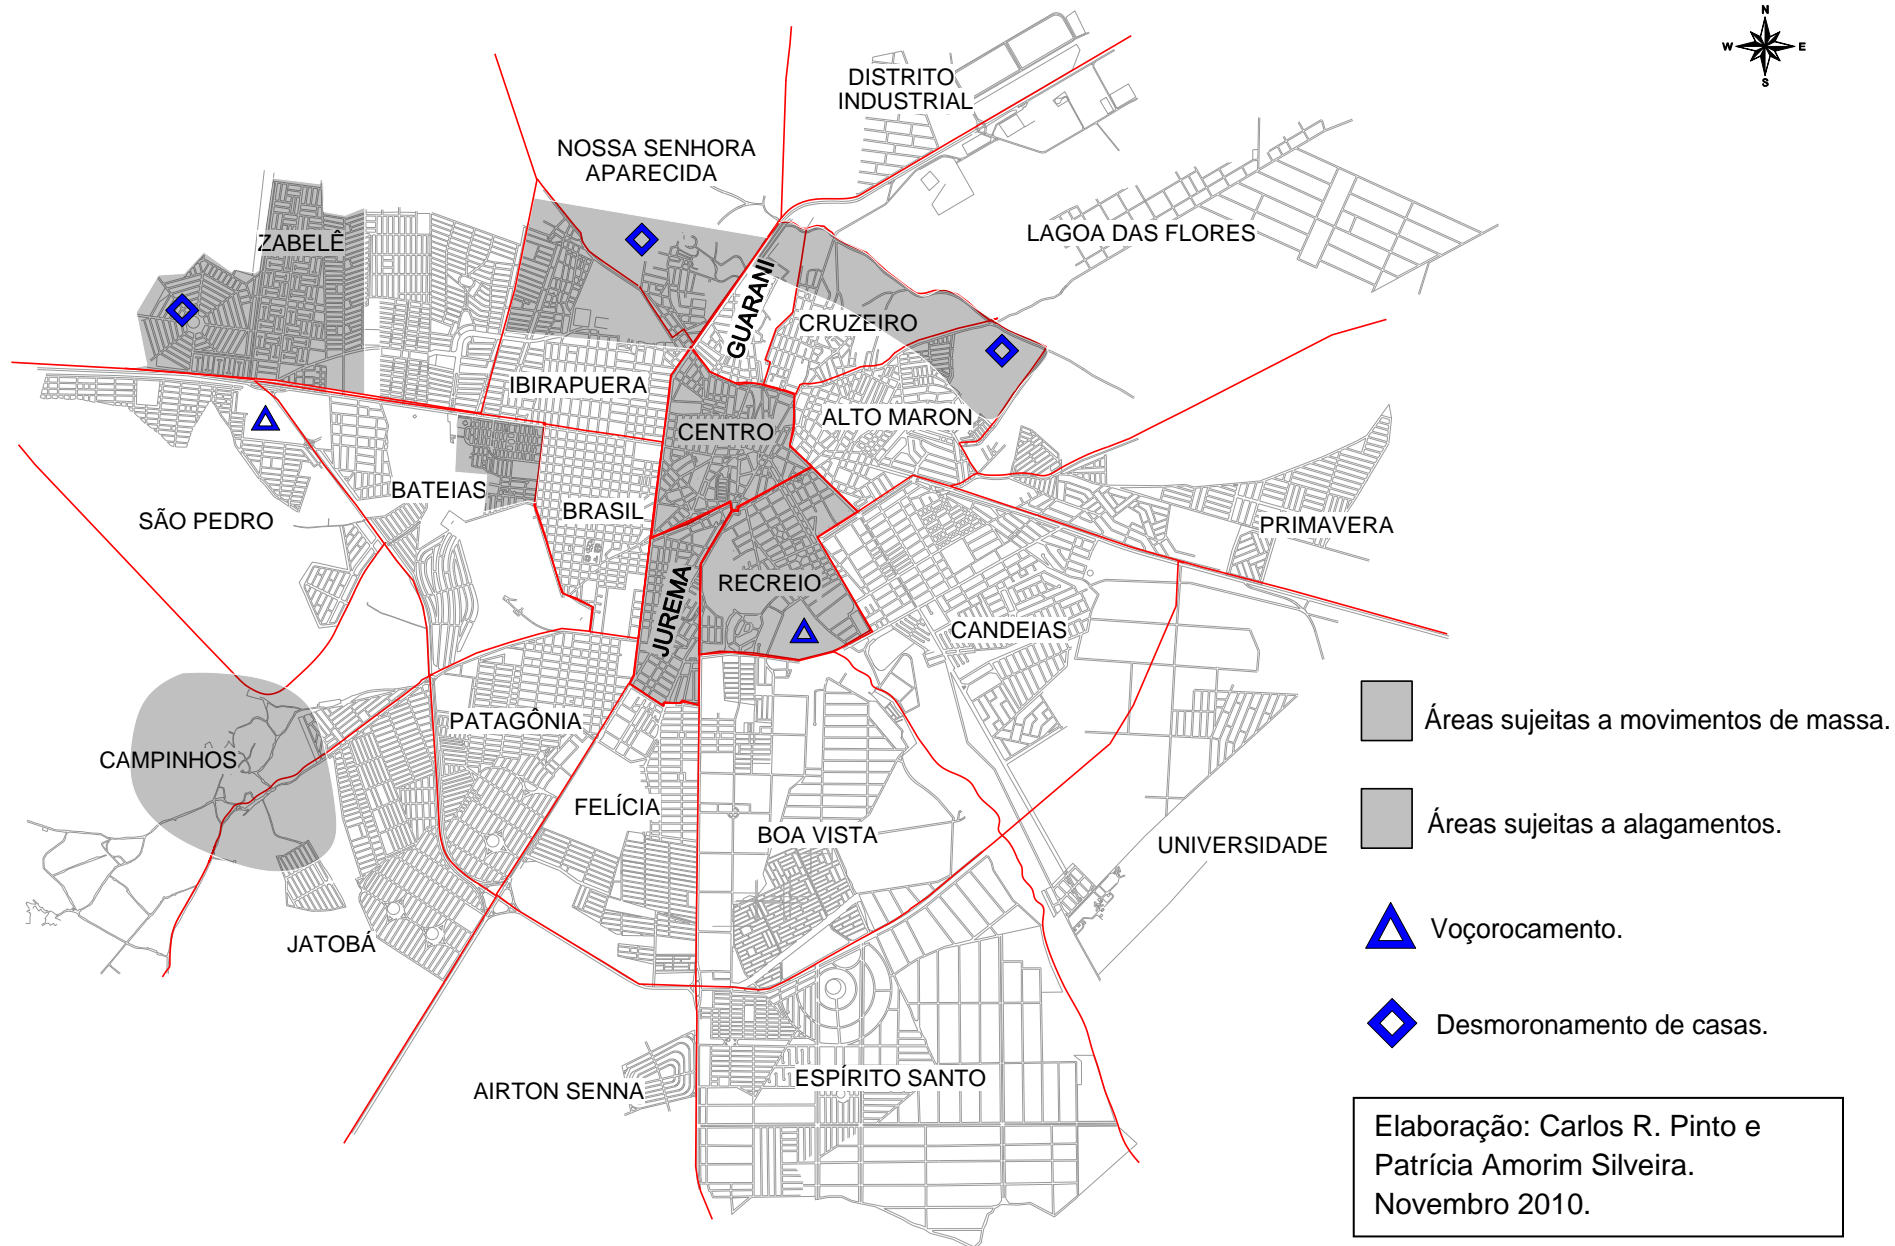 N
W E
S
DISTRITO
INDUSTRIAL
NOSSA SENHORA
APARECIDA
ZABELÊ
LAGOA DAS FLORES
GUARANI
CRUZEIRO
IBIRAPUERA
ALTO MARON
CENTRO
BATEIAS
BRASIL
SÃO PEDRO
PRIMAVERA
RECREIO
JUREMA
CANDEIAS
PATAGÔNIA
CAMPINHOS
FELÍCIA
BOA VISTA
UNIVERSIDADE
JATOBÁ
AIRTON SENNA
ESPÍRITO SANTO
Áreas sujeitas a movimentos de massa.
Áreas sujeitas a alagamentos.
Voçorocamento.
Desmoronamento de casas.
Elaboração: Carlos R. Pinto e
Patrícia Amorim Silveira.
Novembro 2010.